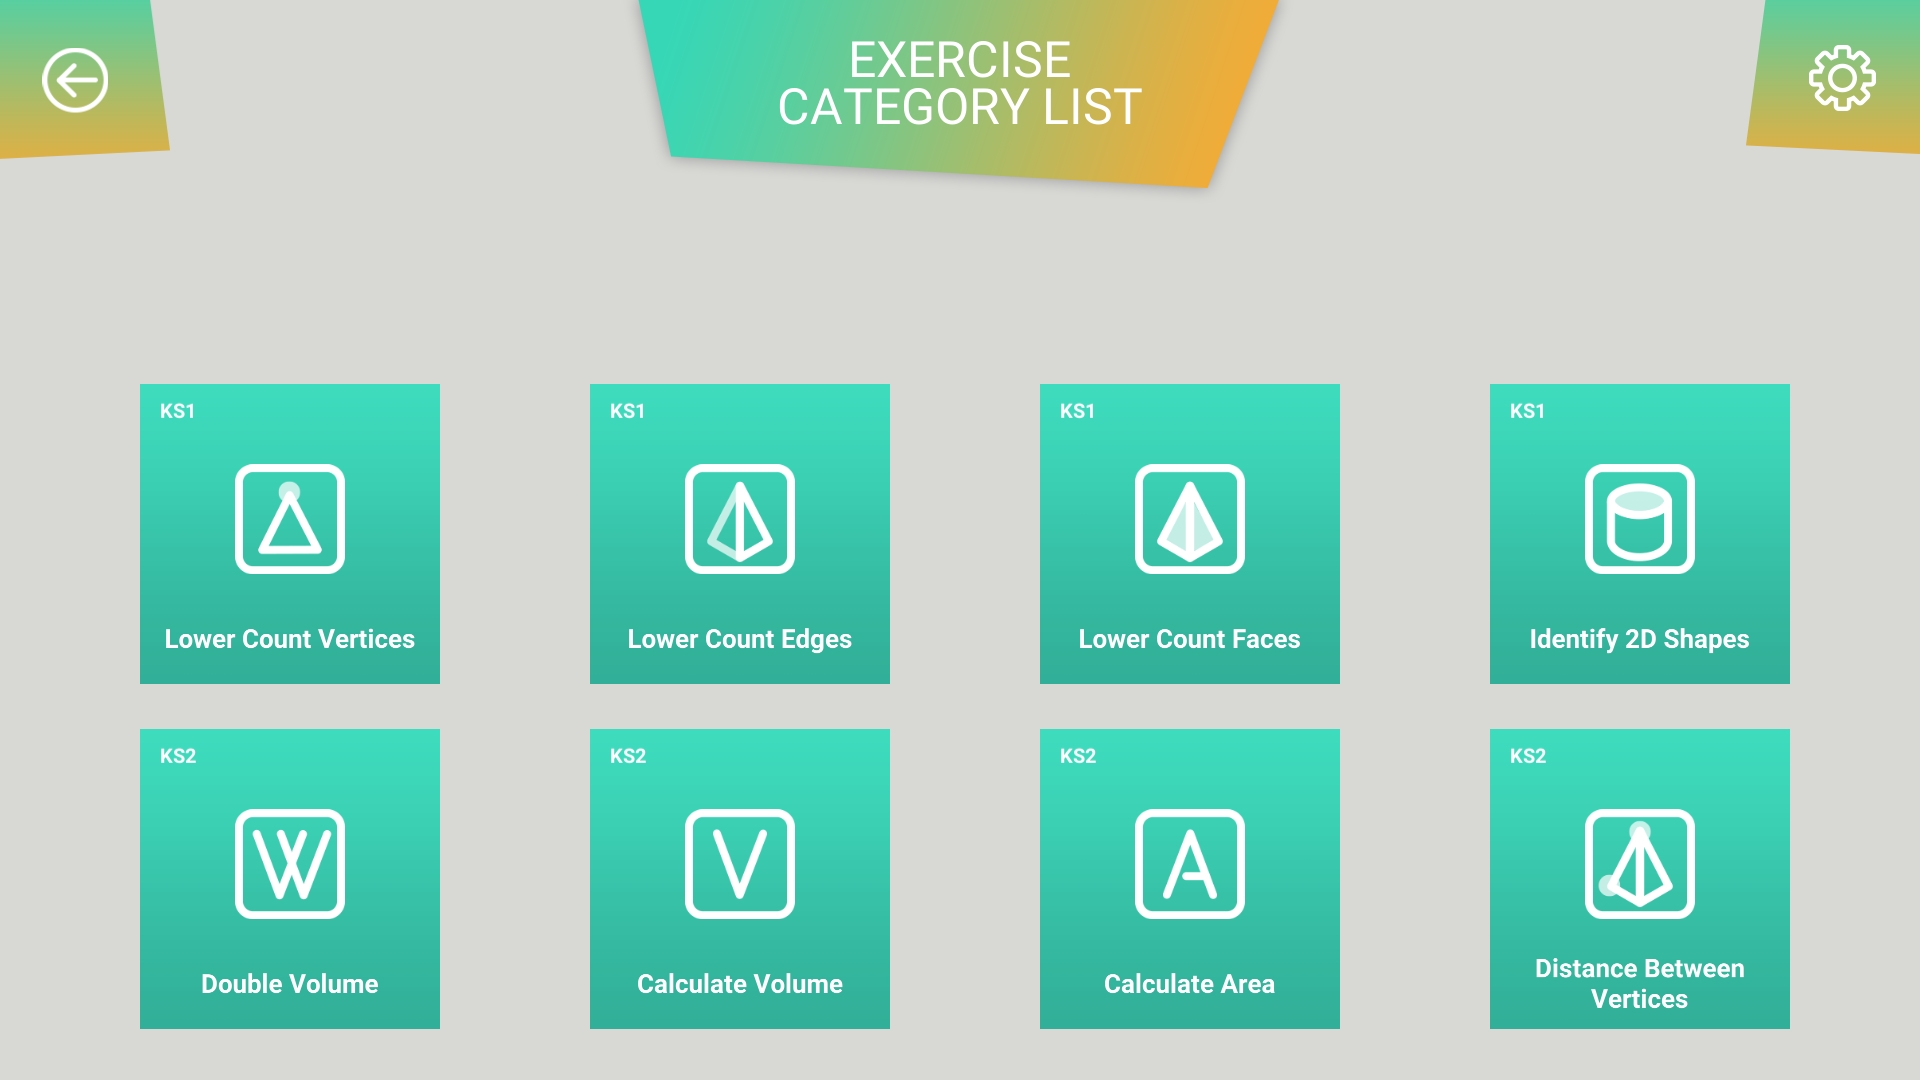 EXERCISE
CATEGORY LIST
KS1
KS1
KS1
KS1
Lower Count Vertices
Lower Count Edges
Lower Count Faces
Identify 2D Shapes
KS2
KS2
KS2
KS2
W
V
A
Double Volume
Calculate Volume
Calculate Area
Distance Between
Vertices